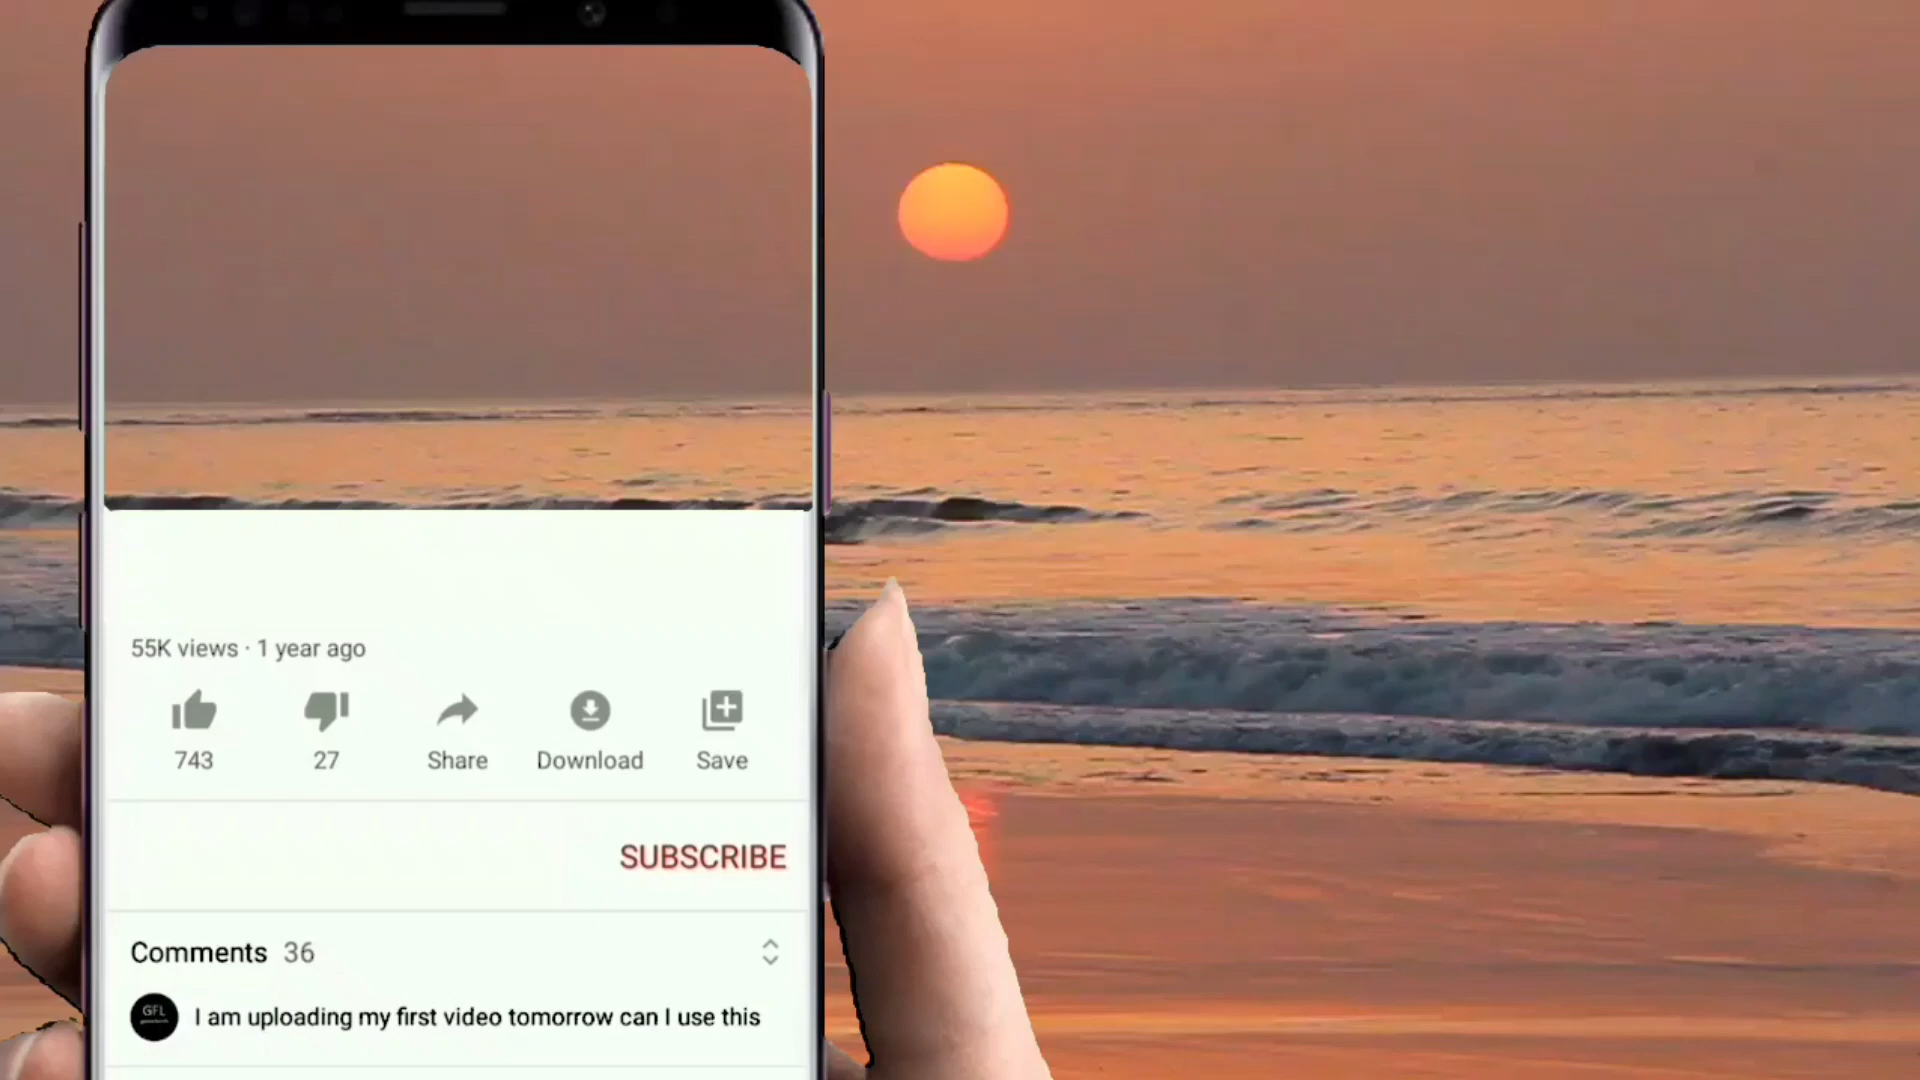 55K views · 1 year ago
743
27
Share
Download
Save
SUBSCRIBE
Comments 36
GFL
I am uploading my first video tomorrow can I use this